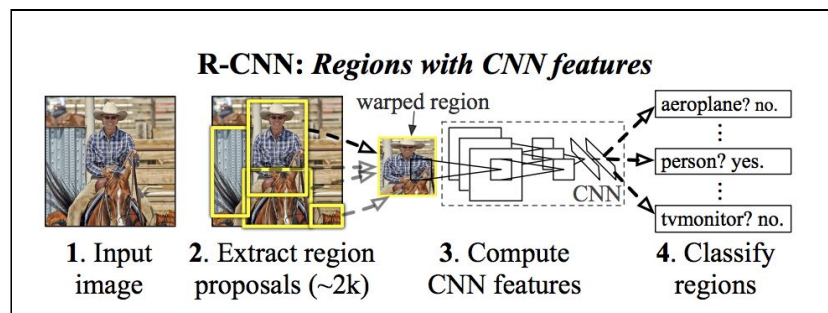 R-CNN: Regions with CNN features
warped region
aeroplane? no.
⋮
person? yes.
⋮
tvmonitor? no.
CNN
1. Input
image
2. Extract region
proposals (~2k)
3. Compute
CNN features
4. Classify
regions